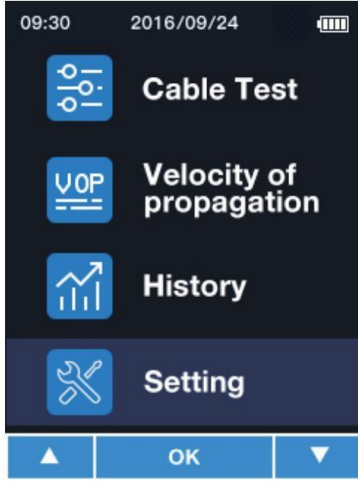 09:30 2016/09/24
Cable Test
VOP
Velocity of
propagation
History
Setting
▲ OK ▼